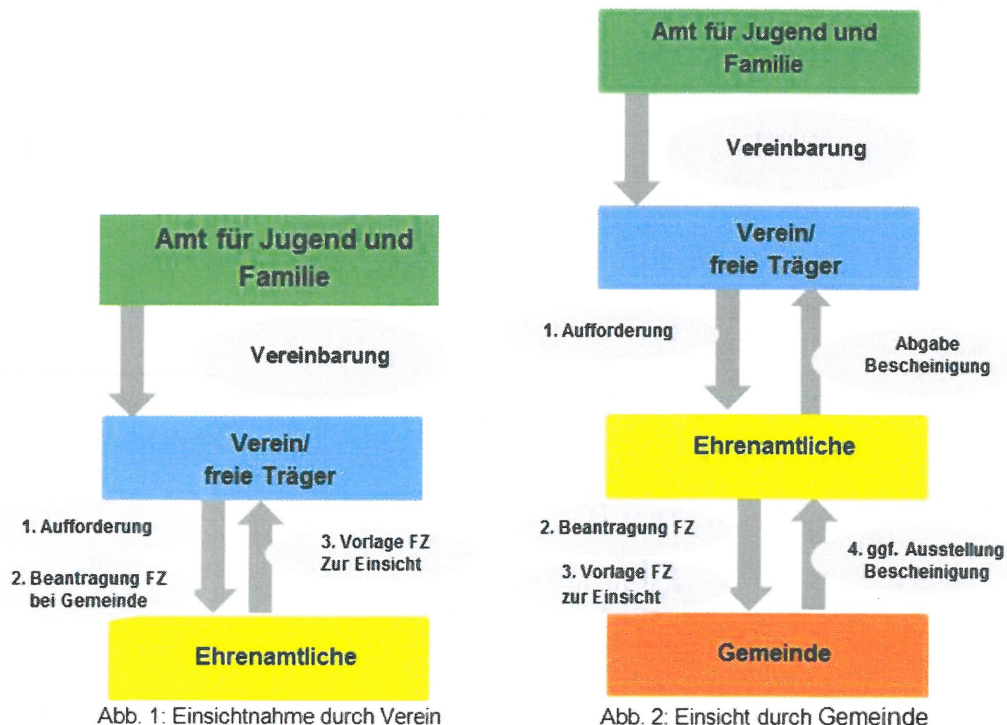 Amt für Jugend und
Familie
Vereinbarung
Verein/
freie Träger
1. Aufforderung
2. Beantragung FZ
bei Gemeinde
3. Vorlage FZ
Zur Einsicht
Ehrenamtliche
Abb. 1: Einsichtnahme durch Verein
Amt für Jugend und
Familie
Vereinbarung
Verein/
freie Träger
1. Aufforderung
Abgabe
Bescheinigung
Ehrenamtliche
2. Beantragung FZ
3. Vorlage FZ
zur Einsicht
4. ggf. Ausstellung
Bescheinigung
Gemeinde
Abb. 2: Einsicht durch Gemeinde